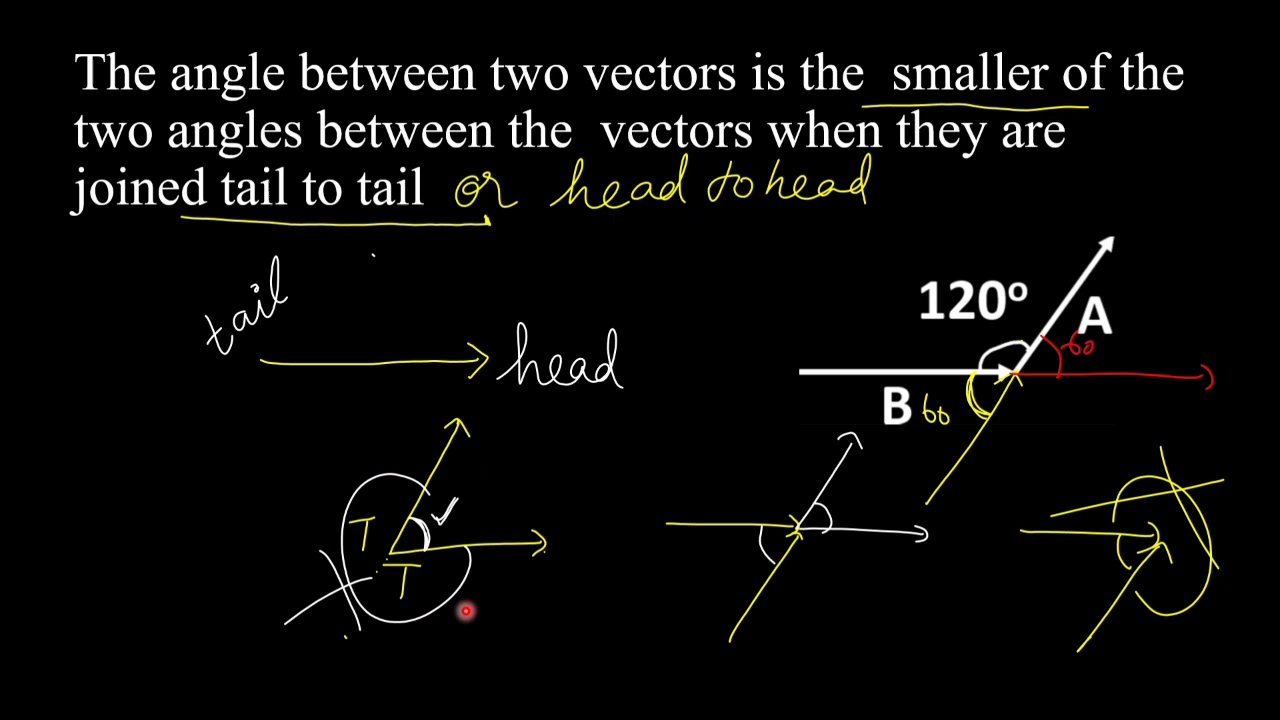 The angle between two vectors is the smaller of the
two angles between the vectors when they are
joined tail to tail or head to head
tail
head
120°
A
60
B 60
T
T